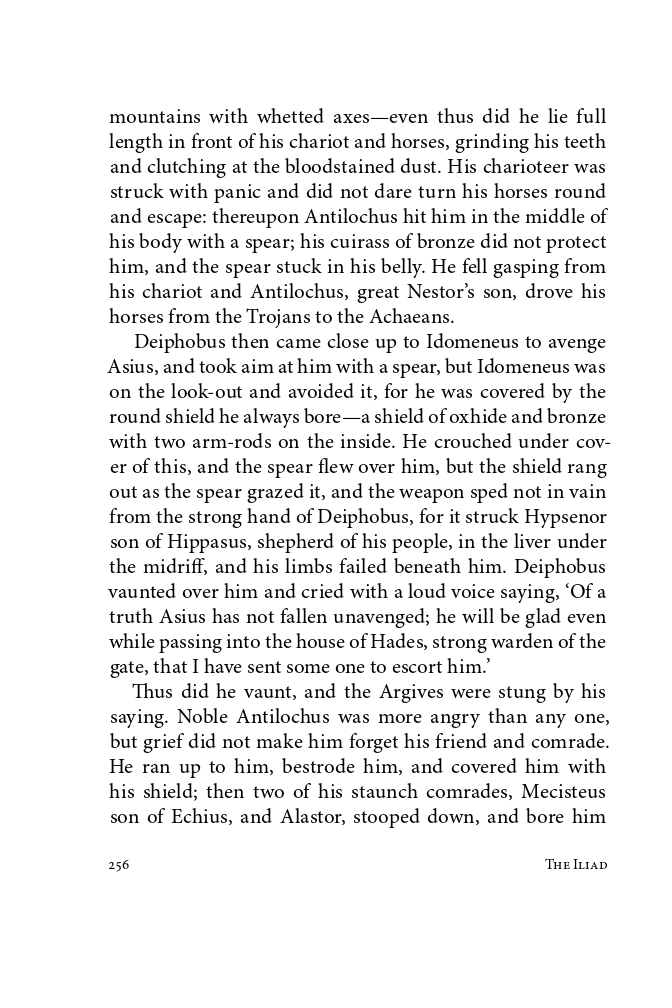 mountains with whetted axes—even thus did he lie full
length in front of his chariot and horses, grinding his teeth
and clutching at the bloodstained dust. His charioteer was
struck with panic and did not dare turn his horses round
and escape: thereupon Antilochus hit him in the middle of
his body with a spear; his cuirass of bronze did not protect
him, and the spear stuck in his belly. He fell gasping from
his chariot and Antilochus, great Nestor’s son, drove his
horses from the Trojans to the Achaeans.
Deiphobus then came close up to Idomeneus to avenge
Asius, and took aim at him with a spear, but Idomeneus was
on the look-out and avoided it, for he was covered by the
round shield he always bore—a shield of oxhide and bronze
with two arm-rods on the inside. He crouched under cov-
er of this, and the spear flew over him, but the shield rang
out as the spear grazed it, and the weapon sped not in vain
from the strong hand of Deiphobus, for it struck Hypsenor
son of Hippasus, shepherd of his people, in the liver under
the midriff, and his limbs failed beneath him. Deiphobus
vaunted over him and cried with a loud voice saying, ‘Of a
truth Asius has not fallen unavenged; he will be glad even
while passing into the house of Hades, strong warden of the
gate, that I have sent some one to escort him.’
Thus did he vaunt, and the Argives were stung by his
saying. Noble Antilochus was more angry than any one,
but grief did not make him forget his friend and comrade.
He ran up to him, bestrode him, and covered him with
his shield; then two of his staunch comrades, Mecisteus
son of Echius, and Alastor, stooped down, and bore him
256 The Iliad